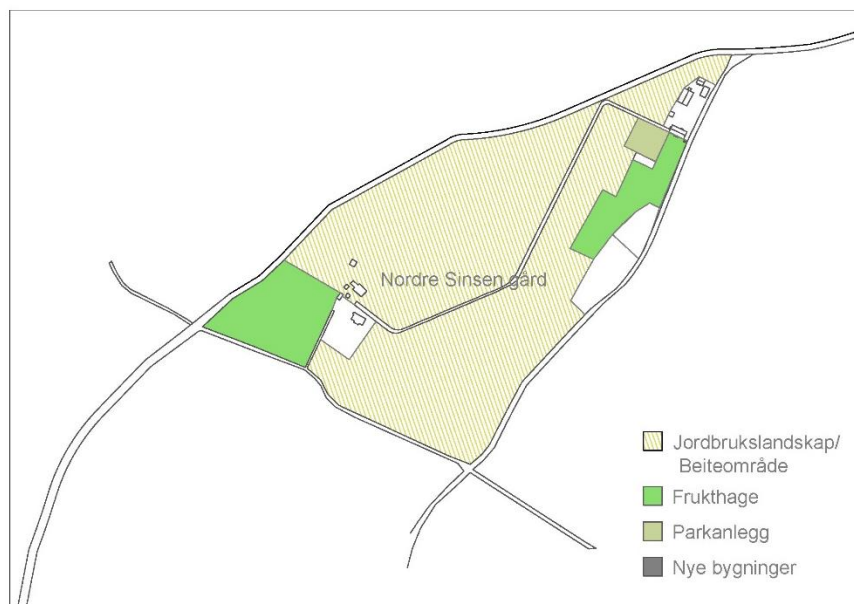 Nordre Sinsen gård
Jordbrukslandskap/
Beiteområde
Frukthage
Parkanlegg
Nye bygninger